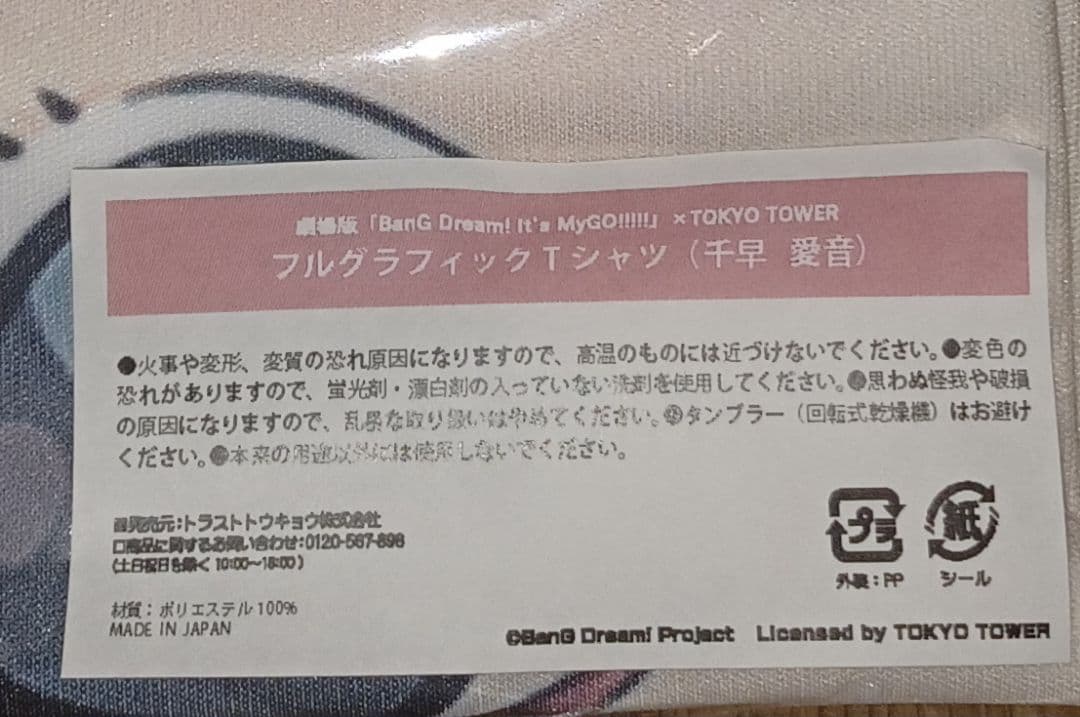 劇場版「BanG Dream! It's MyGO!!!!!」×TOKYO TOWER
フルグラフィックTシャツ（千早 愛音）
●火事や変形、変質の恐れ原因になりますので、高温のものには近づけないでください。●変色の
恐れがありますので、蛍光剤・漂白剤の入っていない洗剤を使用してください。●思わぬ怪我や破損
の原因になりますので、乱暴な取り扱いはやめてください。●タンブラー（回転式乾燥機）はお避け
ください。●本来の用途以外には使用しないでください。
■発売元：トラストトウキョウ株式会社
□商品に関するお問い合わせ：0120-567-898
（土日祝日を除く 10:00～18:00）
材質：ポリエステル100%
MADE IN JAPAN
プラ
外装：PP
紙
シール
©BanG Dream! Project Licensed by TOKYO TOWER